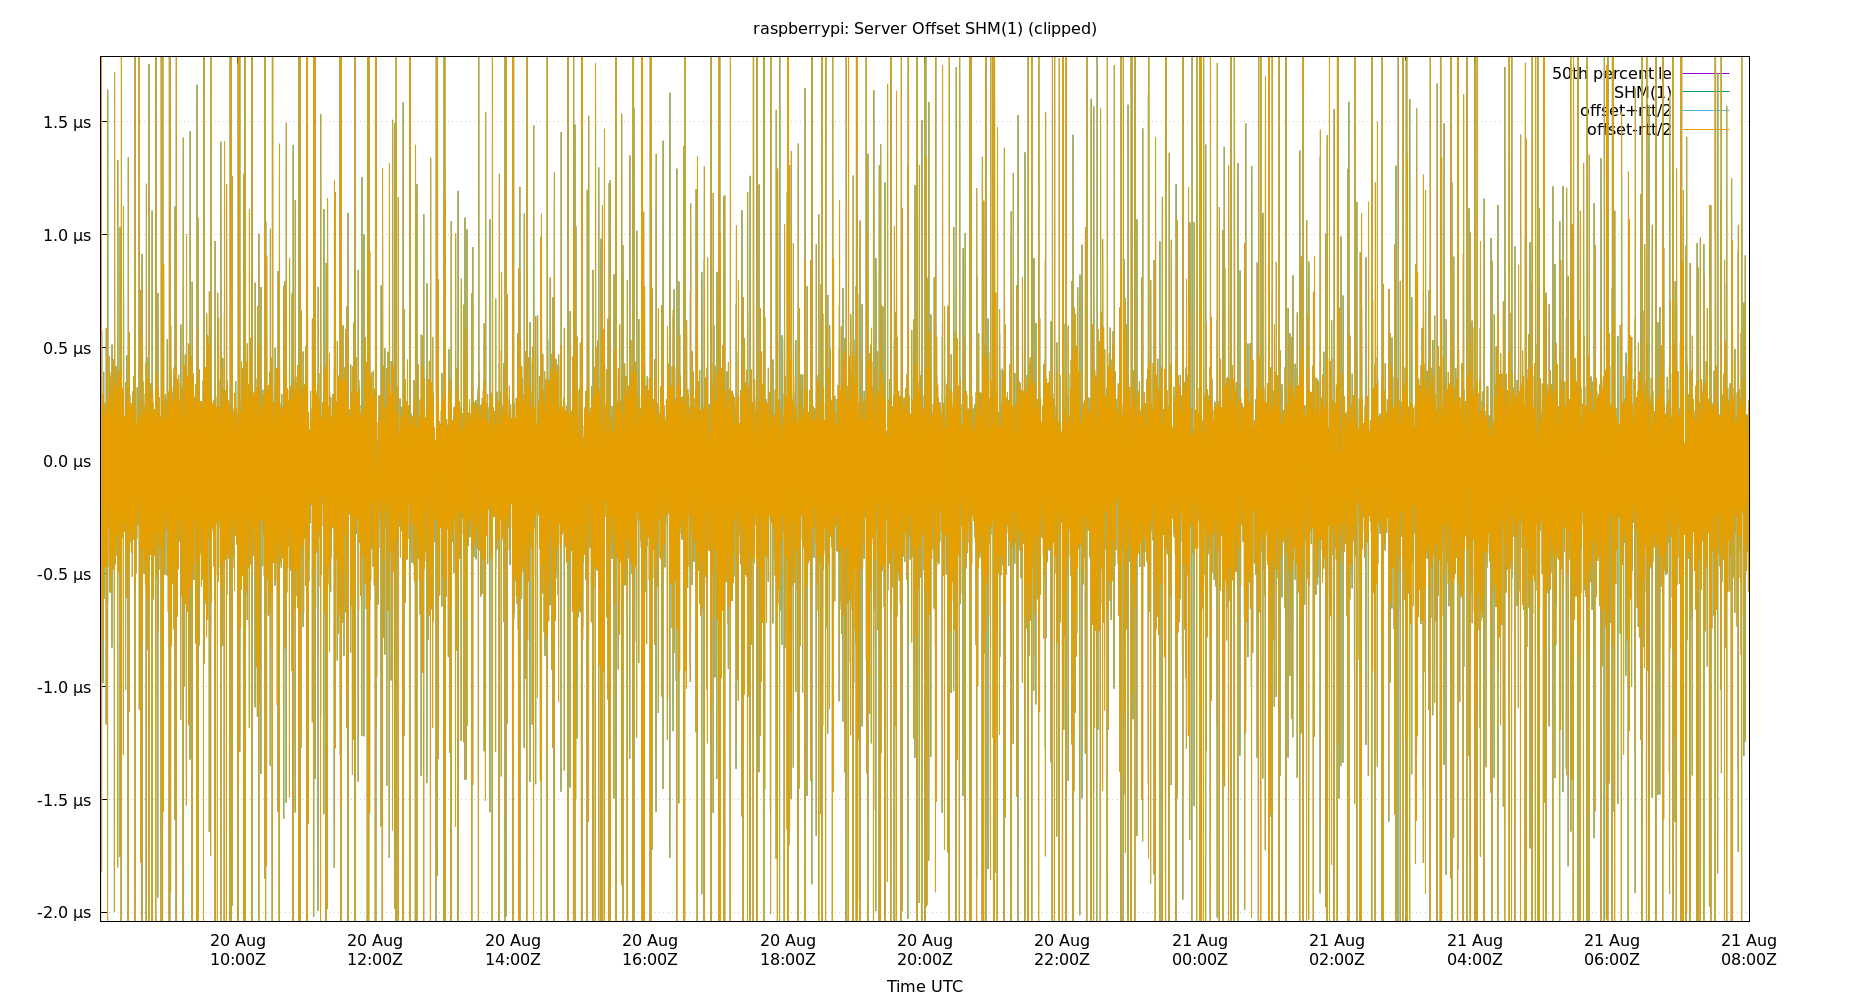 raspberrypi: Server Offset SHM(1) (clipped)
50th percentile
SHM(1)
offset+rtt/2
offset-rtt/2
1.5 µs
1.0 µs
0.5 µs
0.0 µs
-0.5 µs
-1.0 µs
-1.5 µs
-2.0 µs
20 Aug 20 Aug 20 Aug 20 Aug 20 Aug 20 Aug 20 Aug 21 Aug 21 Aug 21 Aug 21 Aug 21 Aug
10:00Z 12:00Z 14:00Z 16:00Z 18:00Z 20:00Z 22:00Z 00:00Z 02:00Z 04:00Z 06:00Z 08:00Z
Time UTC